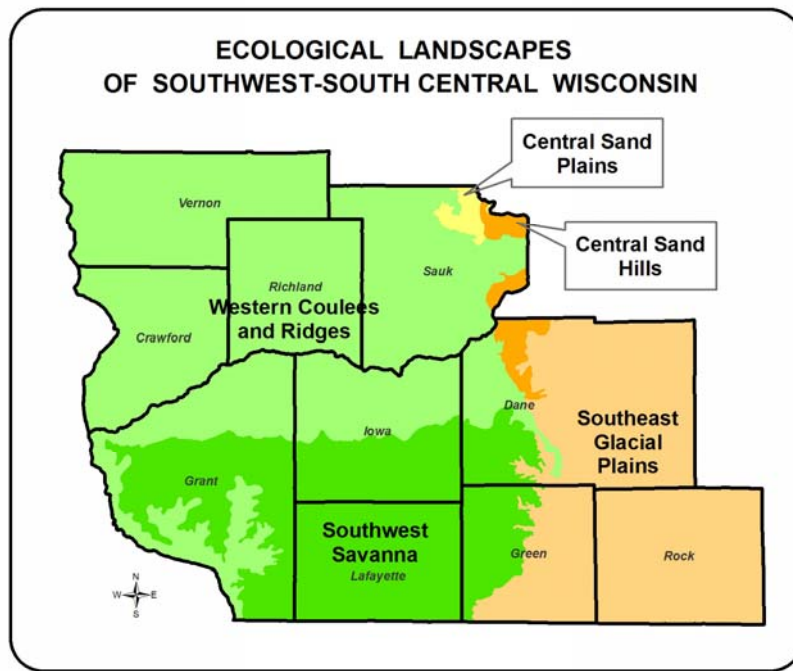 ECOLOGICAL LANDSCAPES
OF SOUTHWEST-SOUTH CENTRAL WISCONSIN
Central Sand
Plains
Vernon
Central Sand
Hills
Sauk
Richland
Western Coulees
and Ridges
Crawford
Dane
Southeast
Glacial
Plains
Iowa
Grant
Southwest
Savanna
Lafayette
Green
Rock
N
W E
S